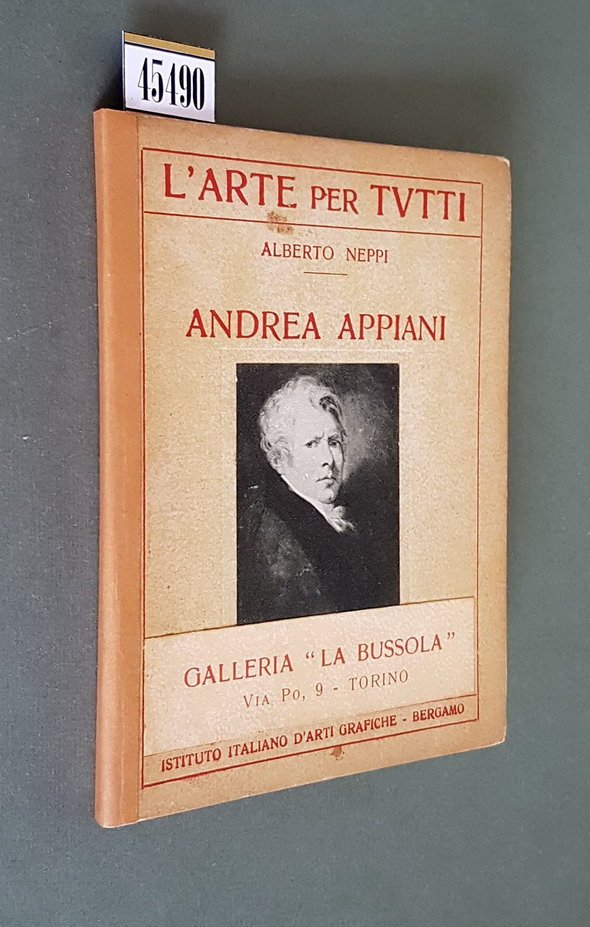 45490
L'ARTE PER TVTTI
ALBERTO NEPPI
ANDREA APPIANI
GALLERIA "LA BUSSOLA"
VIA PO, 9 - TORINO
ISTITUTO ITALIANO D'ARTI GRAFICHE - BERGAMO